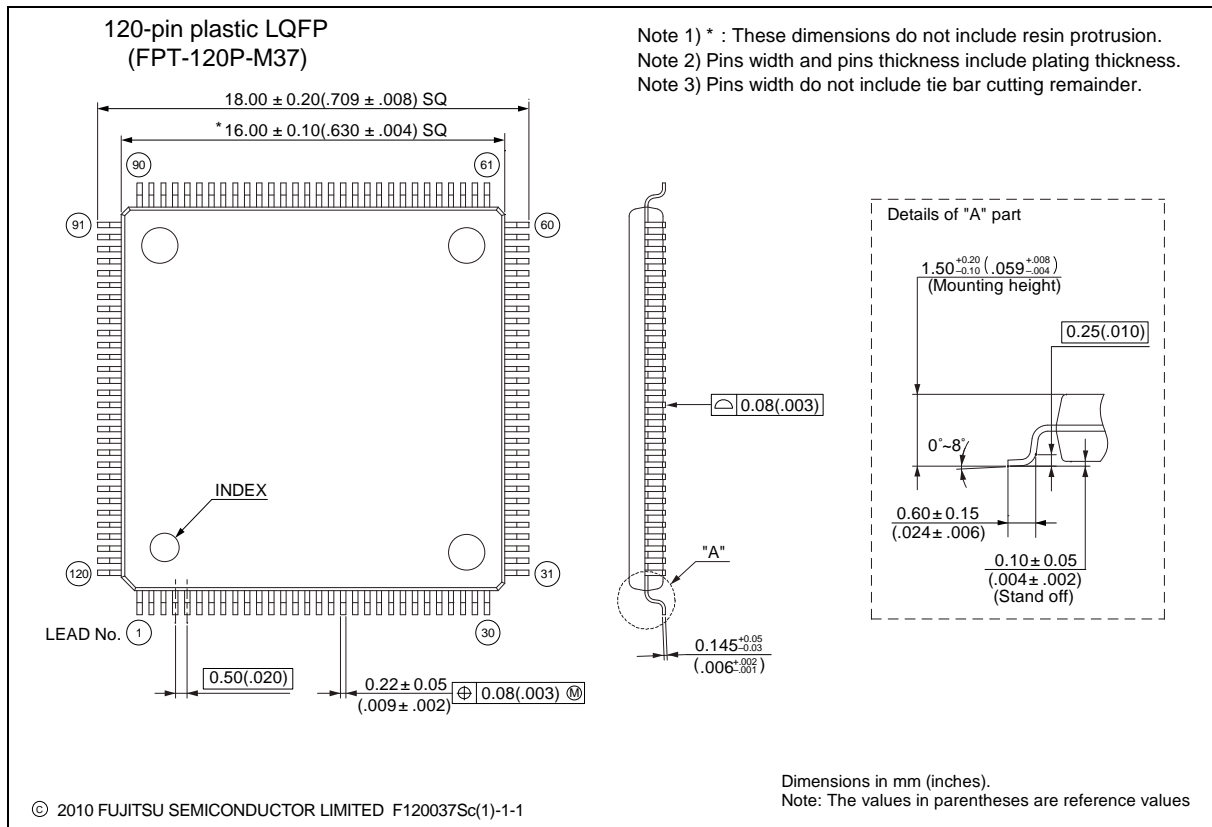 120-pin plastic LQFP
(FPT-120P-M37)
Note 1) * : These dimensions do not include resin protrusion.
Note 2) Pins width and pins thickness include plating thickness.
Note 3) Pins width do not include tie bar cutting remainder.
18.00 ± 0.20(.709 ± .008) SQ
*16.00 ± 0.10(.630 ± .004) SQ
90
61
91
60
INDEX
120
31
LEAD No. 1
30
0.50(.020)
0.22 ± 0.05
(.009 ± .002)
⌖ 0.08(.003) Ⓜ
⌓ 0.08(.003)
"A"
0.145 +0.05 -0.03
(.006 +.002 -.001)
Details of "A" part
1.50 +0.20 -0.10 (.059 +.008 -.004)
(Mounting height)
0.25(.010)
0°~8°
0.60 ± 0.15
(.024 ± .006)
0.10 ± 0.05
(.004 ± .002)
(Stand off)
© 2010 FUJITSU SEMICONDUCTOR LIMITED F120037Sc(1)-1-1
Dimensions in mm (inches).
Note: The values in parentheses are reference values